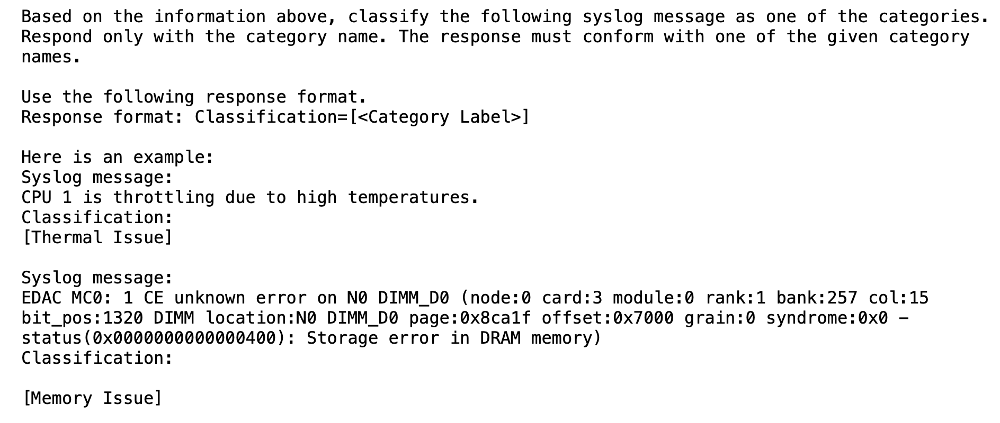 Based on the information above, classify the following syslog message as one of the categories.
Respond only with the category name. The response must conform with one of the given category
names.

Use the following response format.
Response format: Classification=[<Category Label>]

Here is an example:
Syslog message:
CPU 1 is throttling due to high temperatures.
Classification:
[Thermal Issue]

Syslog message:
EDAC MC0: 1 CE unknown error on N0 DIMM_D0 (node:0 card:3 module:0 rank:1 bank:257 col:15
bit_pos:1320 DIMM location:N0 DIMM_D0 page:0x8ca1f offset:0x7000 grain:0 syndrome:0x0 –
status(0x0000000000000400): Storage error in DRAM memory)
Classification:

[Memory Issue]